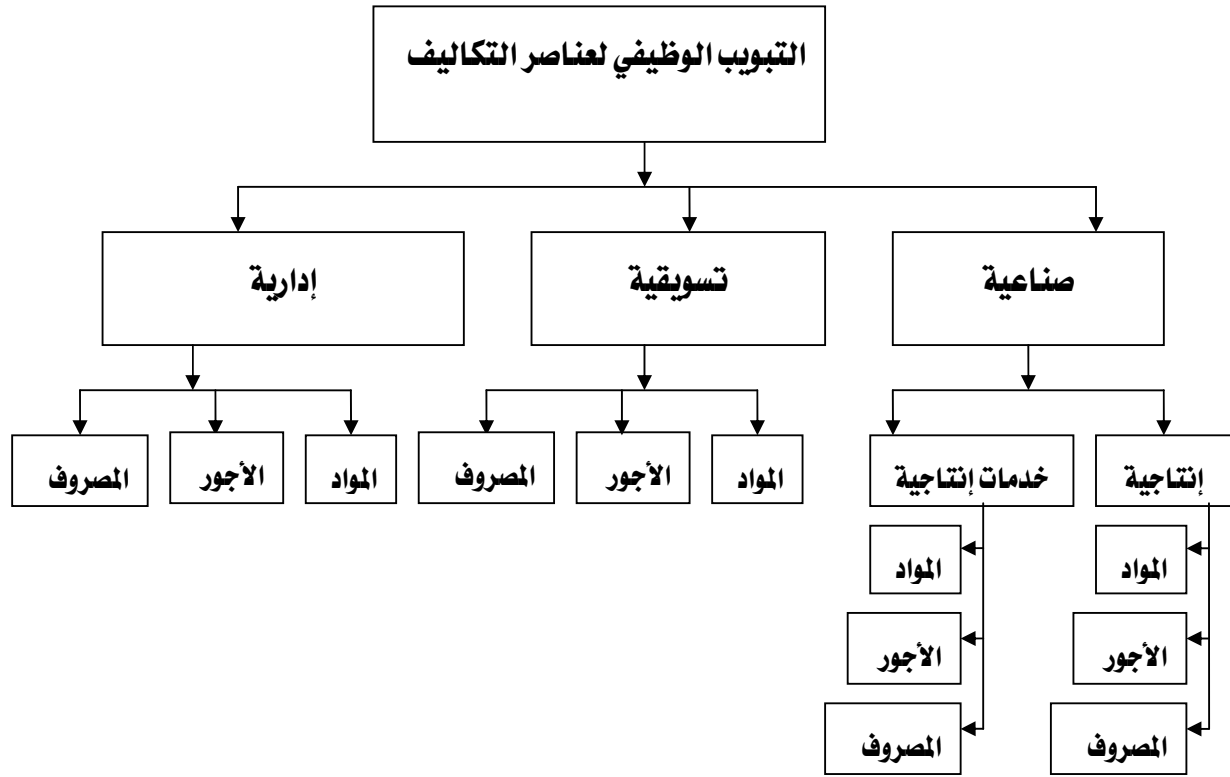 التبويب الوظيفي لعناصر التكاليف
صناعية
تسويقية
إدارية
إنتاجية
خدمات إنتاجية
المواد
الأجور
المصروف
المواد
الأجور
المصروف
المواد
المواد
الأجور
الأجور
المصروف
المصروف